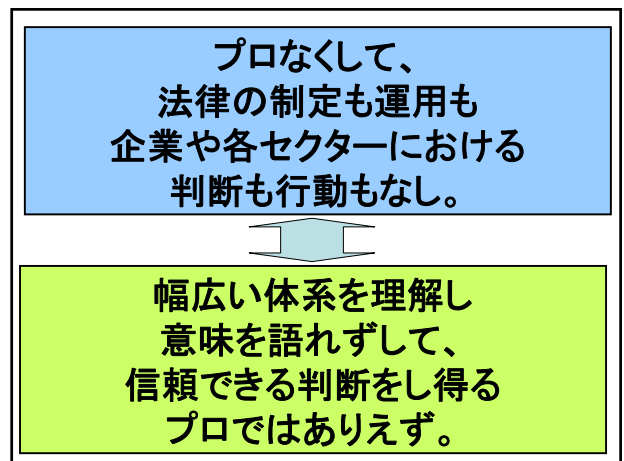 プロなくして、
法律の制定も運用も
企業や各セクターにおける
判断も行動もなし。
幅広い体系を理解し
意味を語れずして、
信頼できる判断をし得る
プロではありえず。